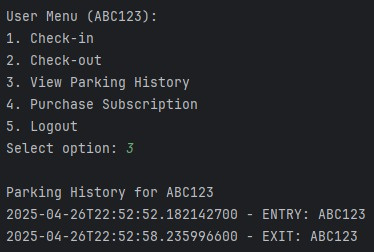 User Menu (ABC123):
1. Check-in
2. Check-out
3. View Parking History
4. Purchase Subscription
5. Logout
Select option: 3
Parking History for ABC123
2025-04-26T22:52:52.182142700 - ENTRY: ABC123
2025-04-26T22:52:58.235996600 - EXIT: ABC123